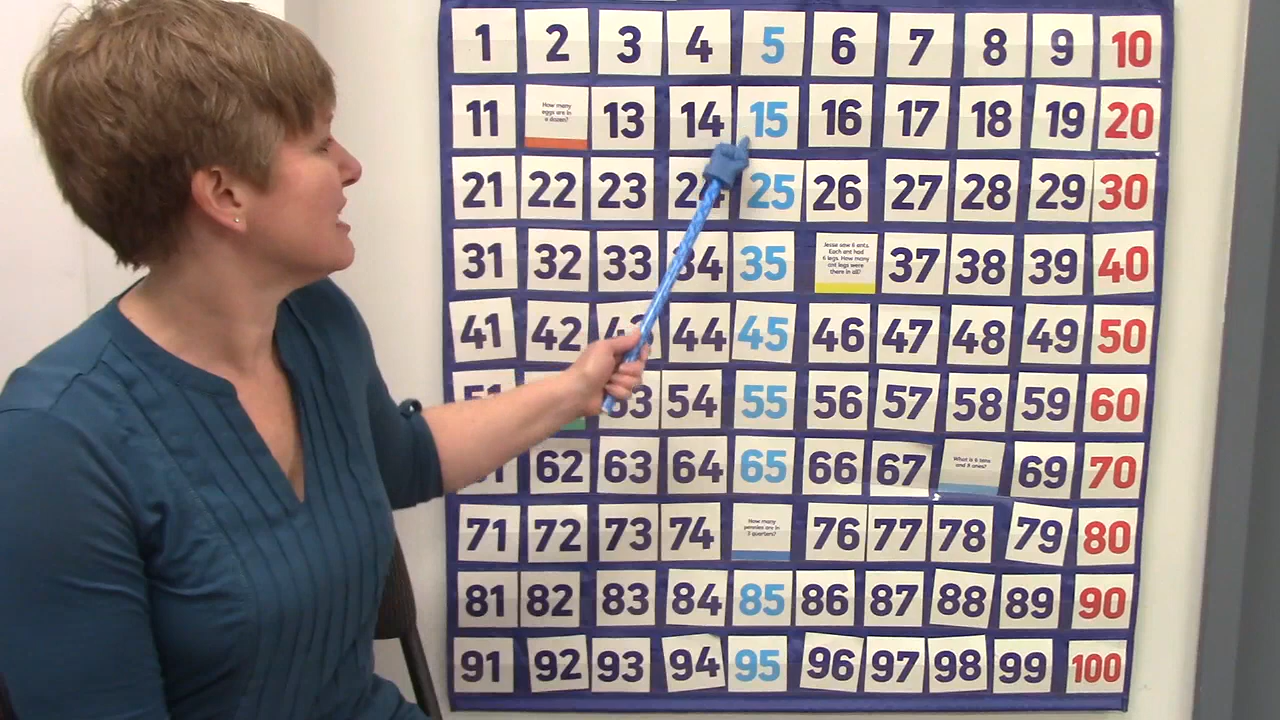 1 2 3 4 5 6 7 8 9 10
11 How many
eggs are in
a dozen? 13 14 15 16 17 18 19 20
21 22 23 24 25 26 27 28 29 30
31 32 33 34 35 Jesse saw 6 ants.
Each ant had
6 legs. How many
ant legs were
there in all? 37 38 39 40
41 42 43 44 45 46 47 48 49 50
51 53 54 55 56 57 58 59 60
61 62 63 64 65 66 67 What is 6 tens
and 8 ones? 69 70
71 72 73 74 How many
pennies are in
3 quarters? 76 77 78 79 80
81 82 83 84 85 86 87 88 89 90
91 92 93 94 95 96 97 98 99 100